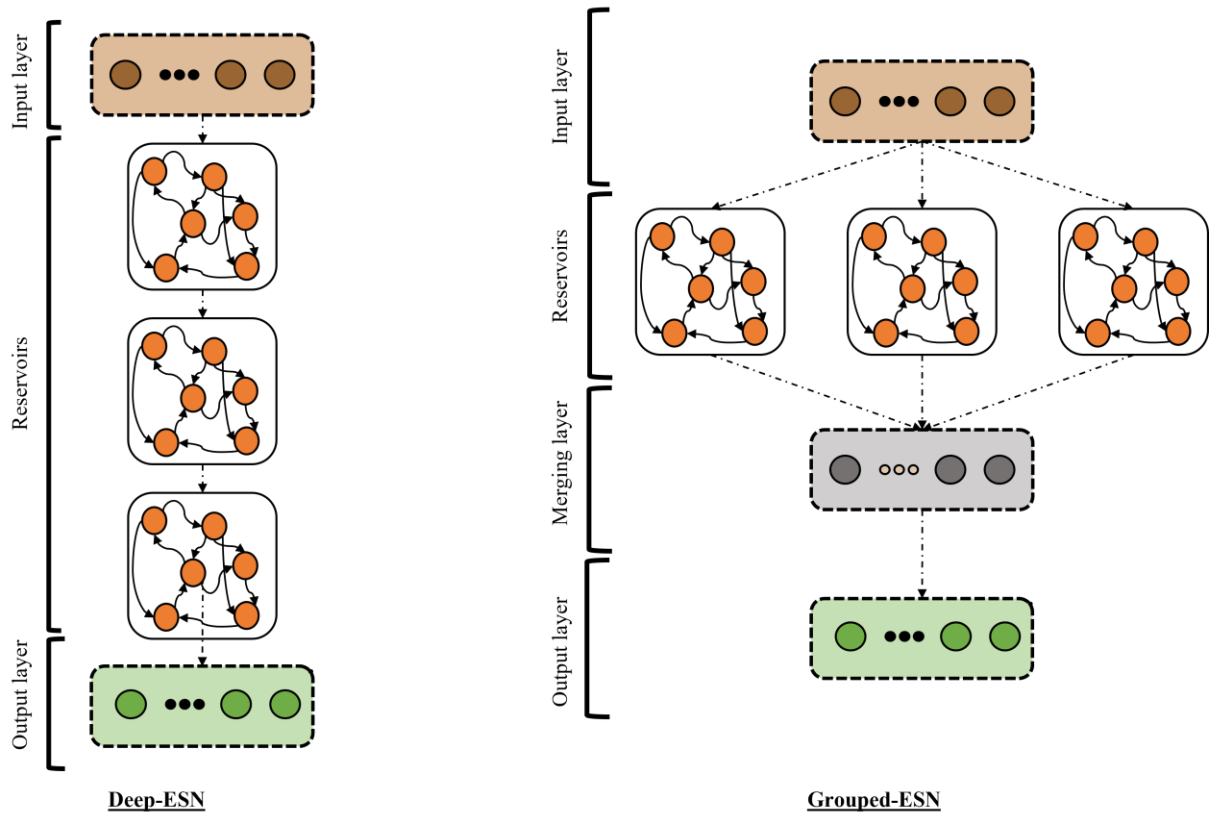 Input layer
Reservoirs
Output layer
Deep-ESN
Input layer
Reservoirs
Merging layer
Output layer
Grouped-ESN